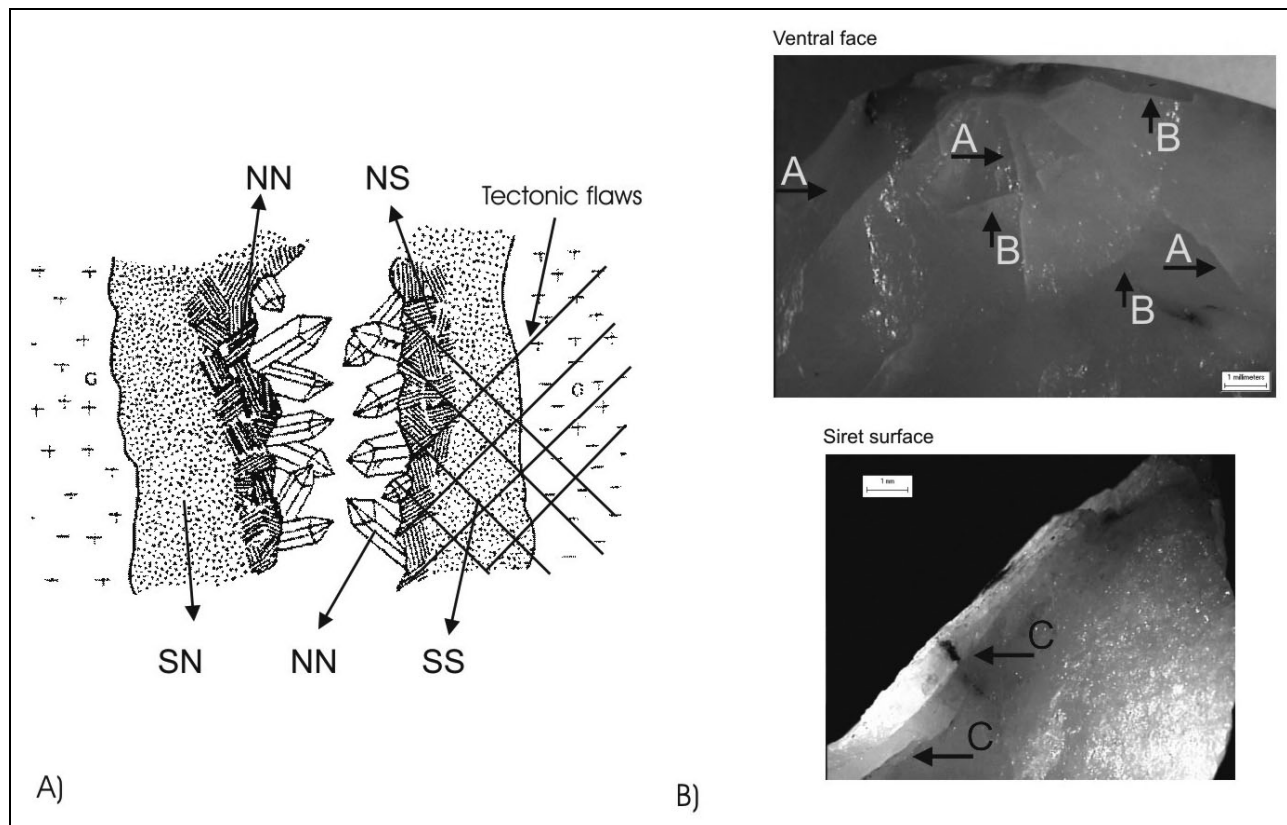 NN
NS
Tectonic flaws
G
G
SN
NN
SS
A)
Ventral face
A
A
B
B
A
B
1 millimeters
Siret surface
1 mm
C
C
B)